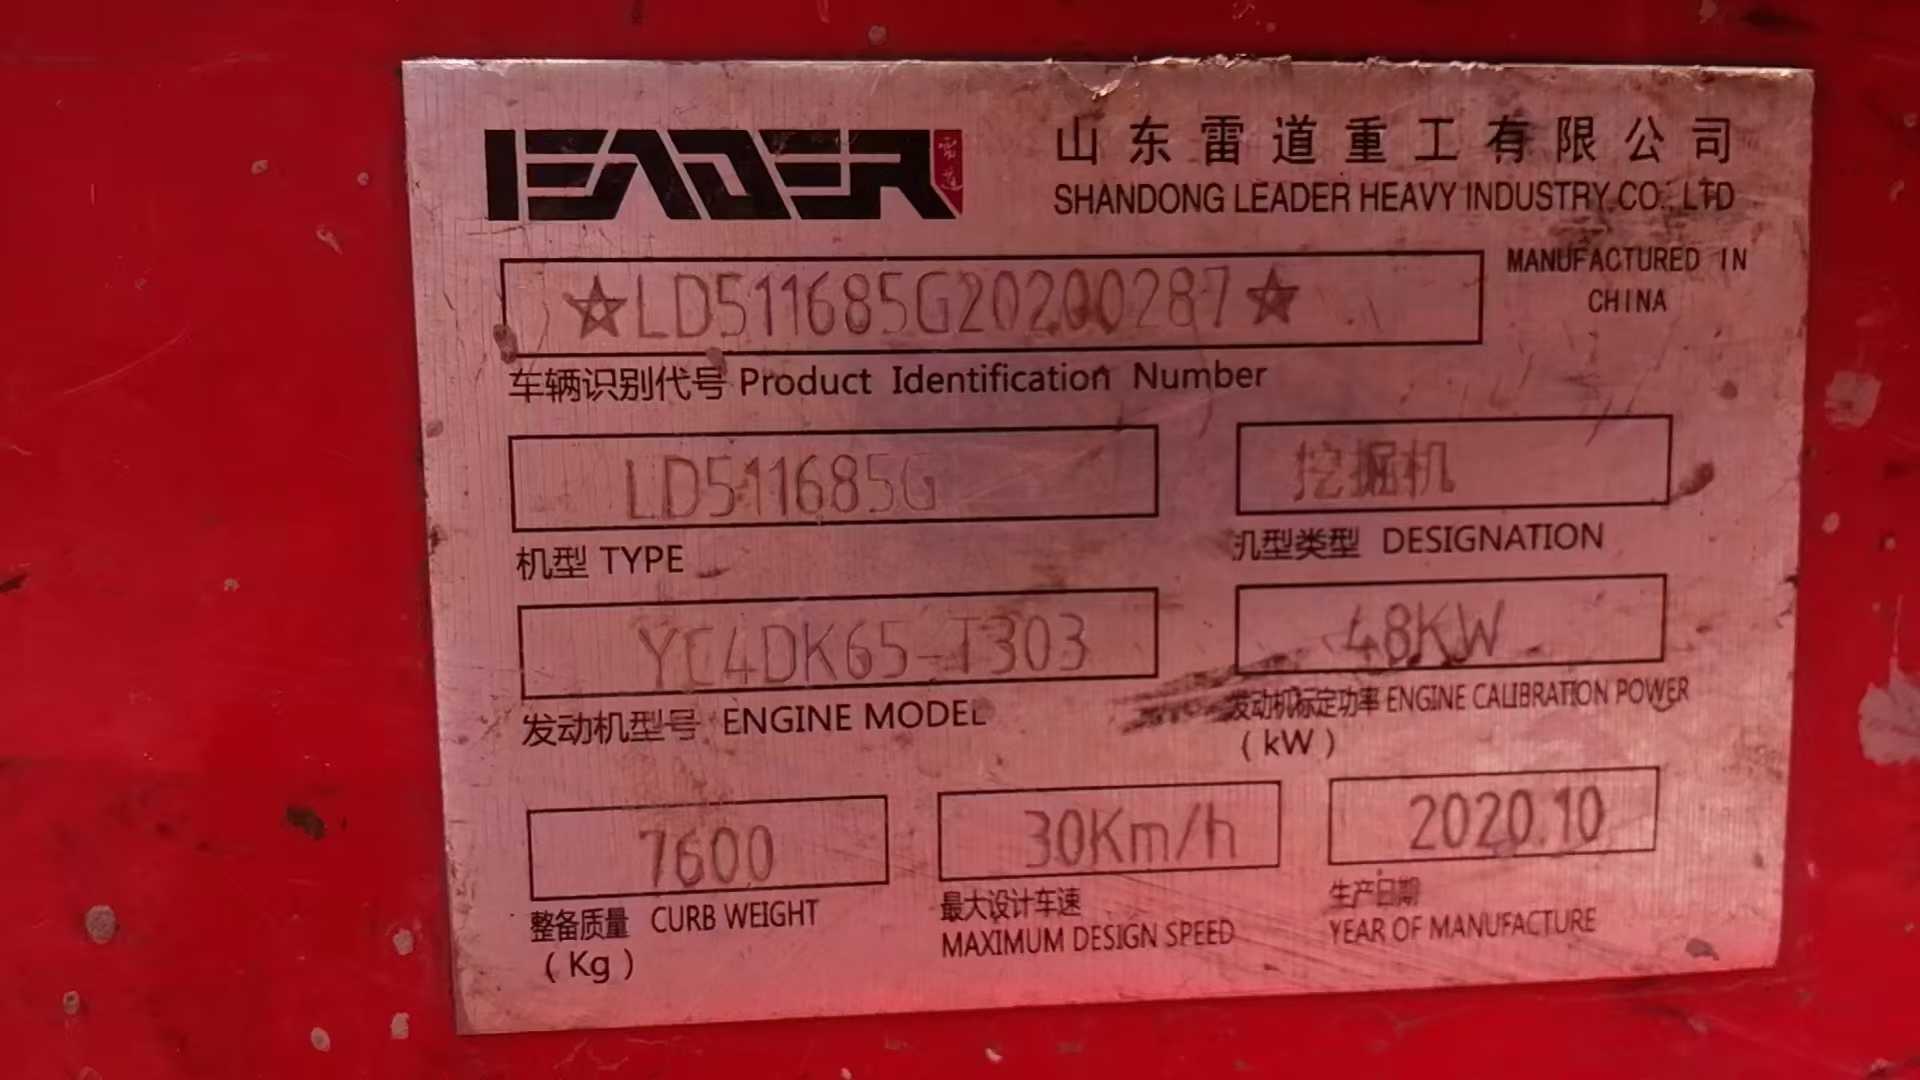 LEADER 雷道
山东雷道重工有限公司
SHANDONG LEADER HEAVY INDUSTRY CO., LTD
MANUFACTURED IN
CHINA
☆LD511685G20200287☆
车辆识别代号 Product Identification Number
LD511685G
挖掘机
机型 TYPE
机型类型 DESIGNATION
YC4DK65-T303
48KW
发动机型号 ENGINE MODEL
发动机标定功率 ENGINE CALIBRATION POWER
(kW)
7600
30Km/h
2020.10
整备质量 CURB WEIGHT
(Kg)
最大设计车速
MAXIMUM DESIGN SPEED
生产日期
YEAR OF MANUFACTURE